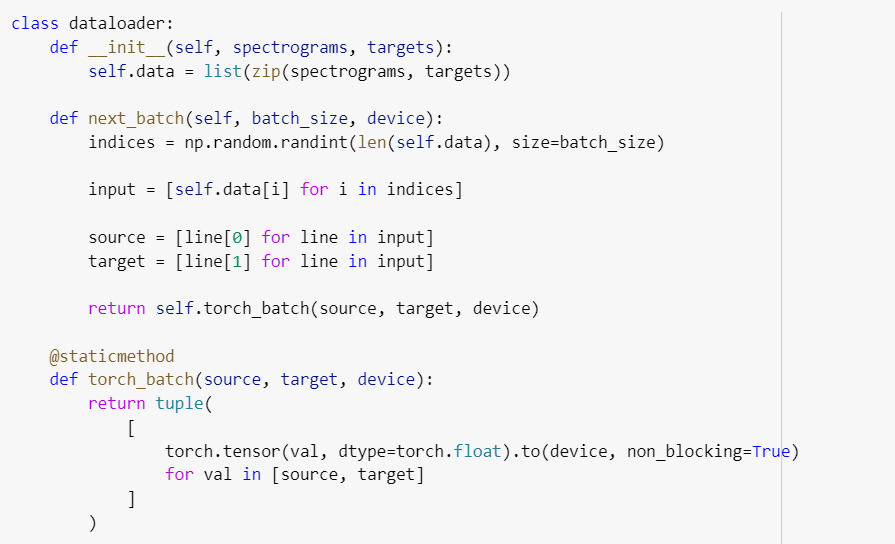 class dataloader:
    def __init__(self, spectrograms, targets):
        self.data = list(zip(spectrograms, targets))

    def next_batch(self, batch_size, device):
        indices = np.random.randint(len(self.data), size=batch_size)

        input = [self.data[i] for i in indices]

        source = [line[0] for line in input]
        target = [line[1] for line in input]

        return self.torch_batch(source, target, device)

    @staticmethod
    def torch_batch(source, target, device):
        return tuple(
            [
                torch.tensor(val, dtype=torch.float).to(device, non_blocking=True)
                for val in [source, target]
            ]
        )